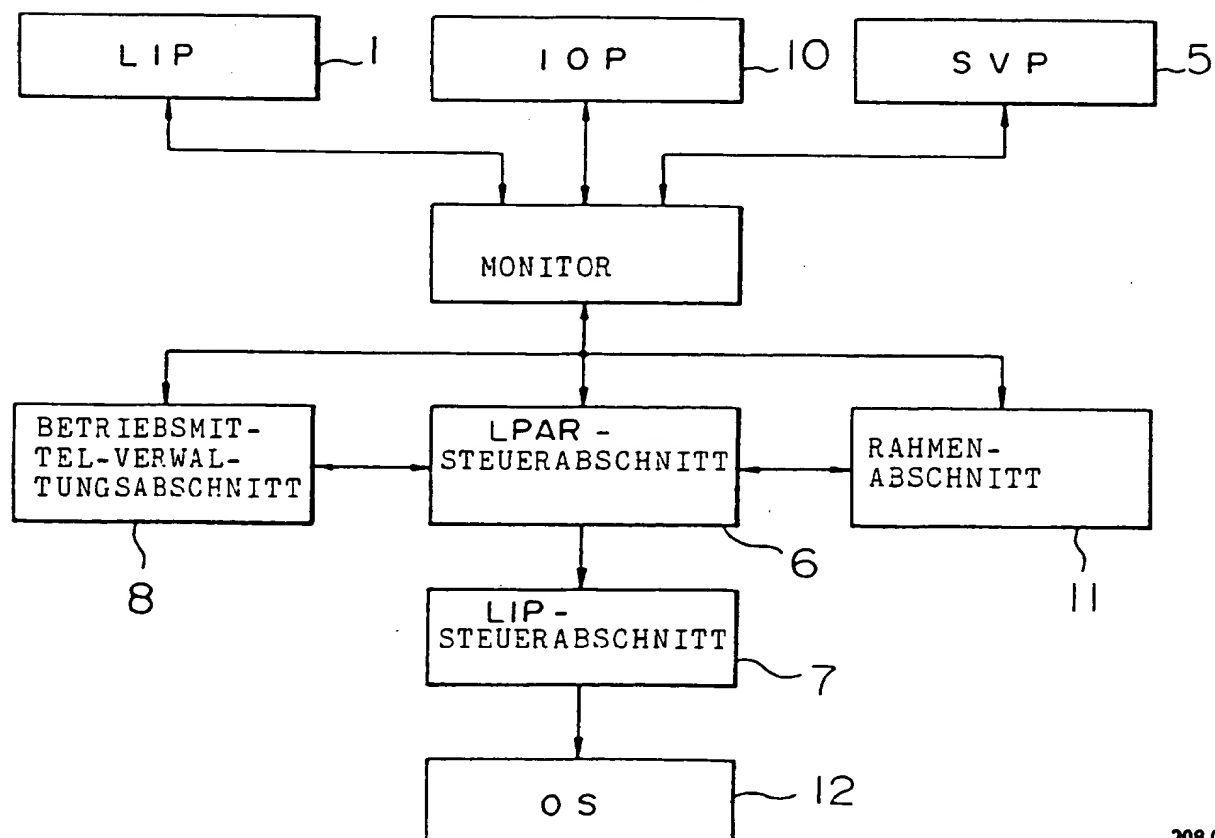 LIP
1
IOP
10
SVP
5
MONITOR
BETRIEBSMIT-
TEL-VERWAL-
TUNGSABSCHNITT
8
LPAR-
STEUERABSCHNITT
6
RAHMEN-
ABSCHNITT
11
LIP-
STEUERABSCHNITT
7
OS
12